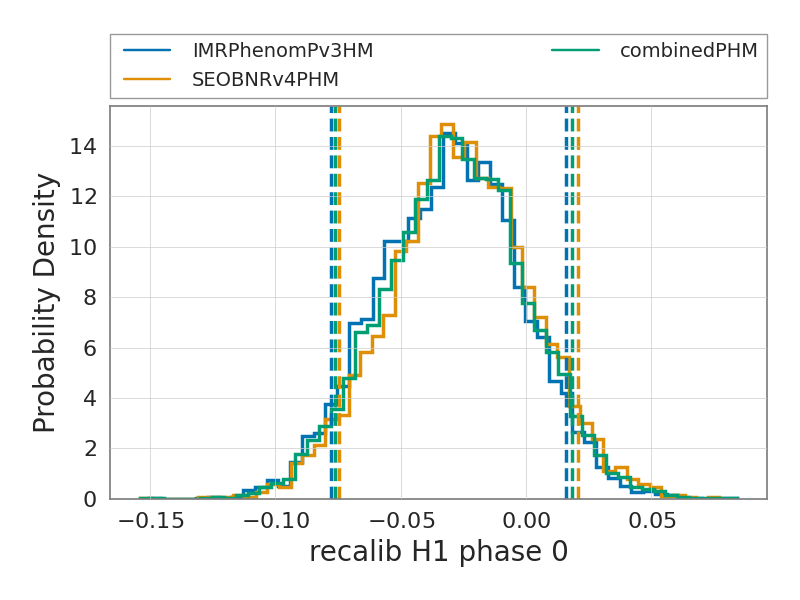 IMRPhenomPv3HM
SEOBNRv4PHM
combinedPHM
Probability Density
14
12
10
8
6
4
2
0
−0.15 −0.10 −0.05 0.00 0.05
recalib H1 phase 0